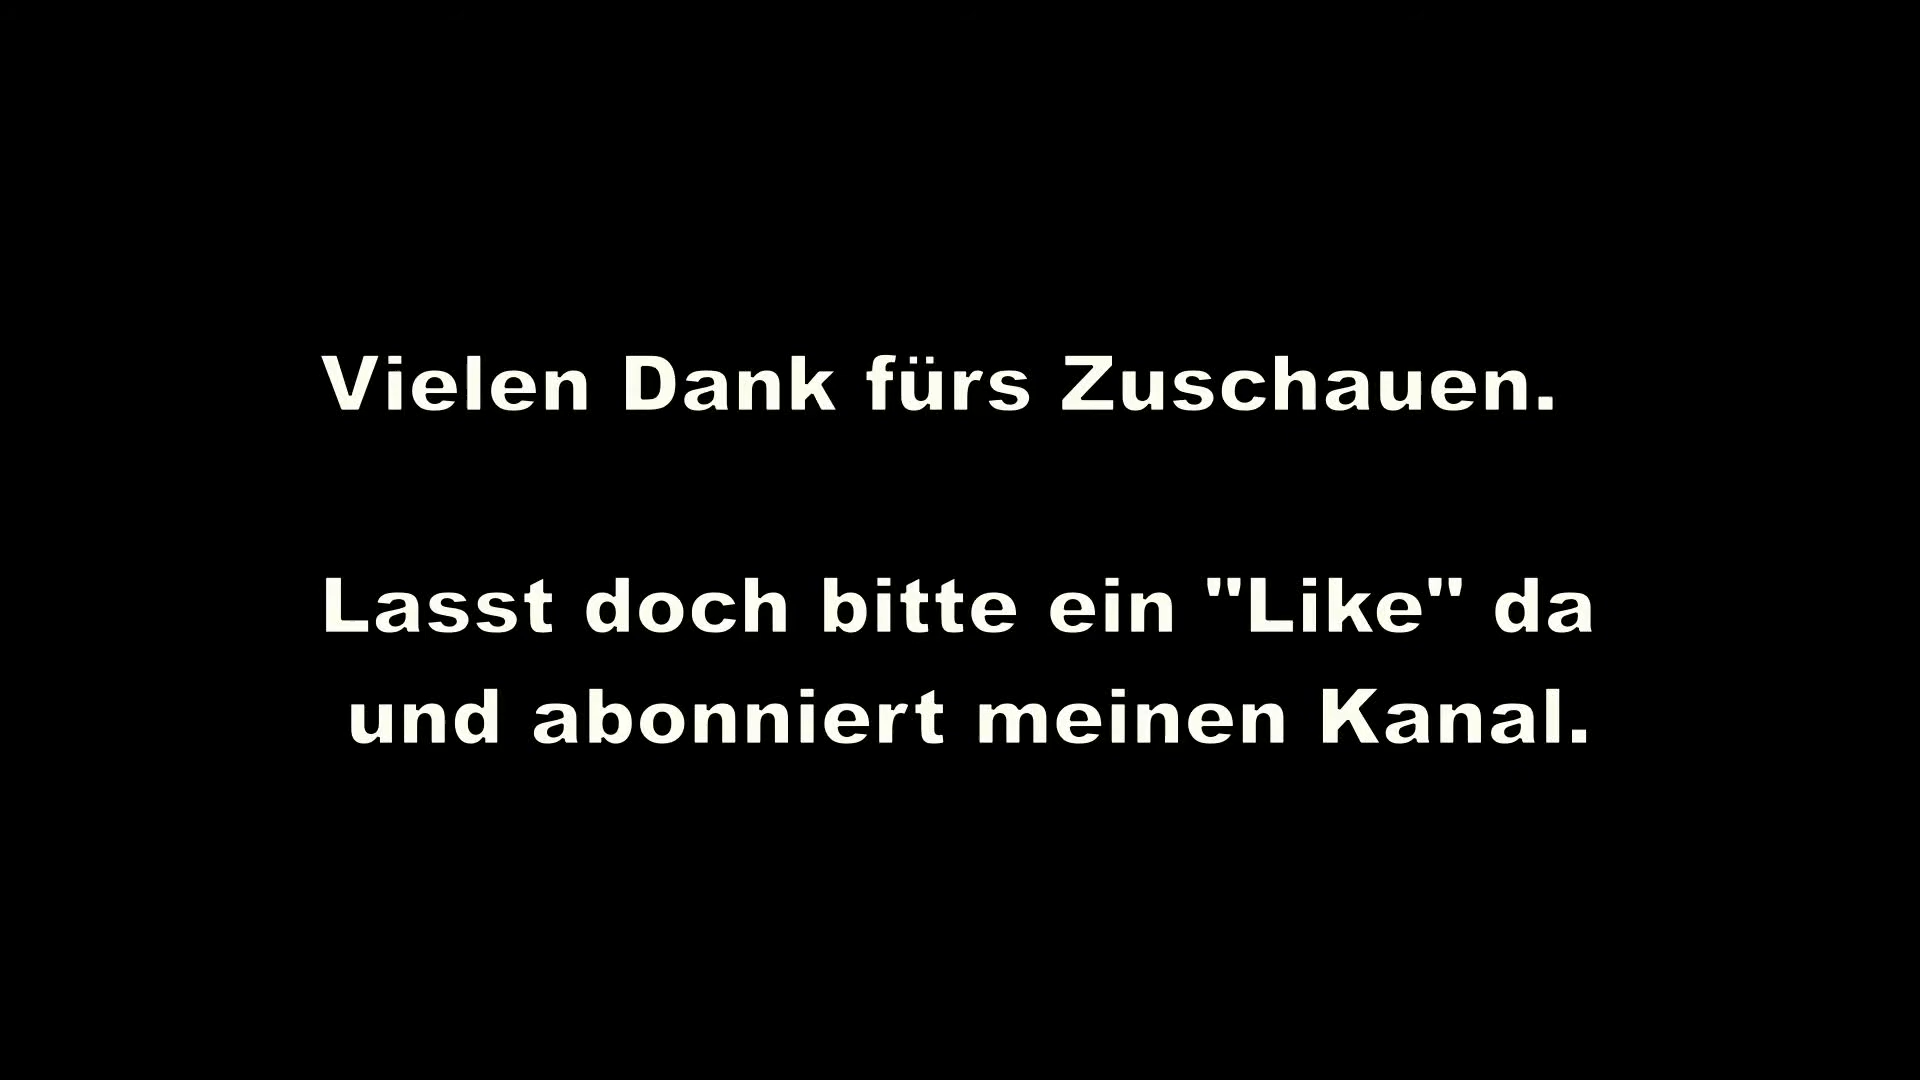 Vielen Dank fürs Zuschauen.
Lasst doch bitte ein "Like" da
und abonniert meinen Kanal.